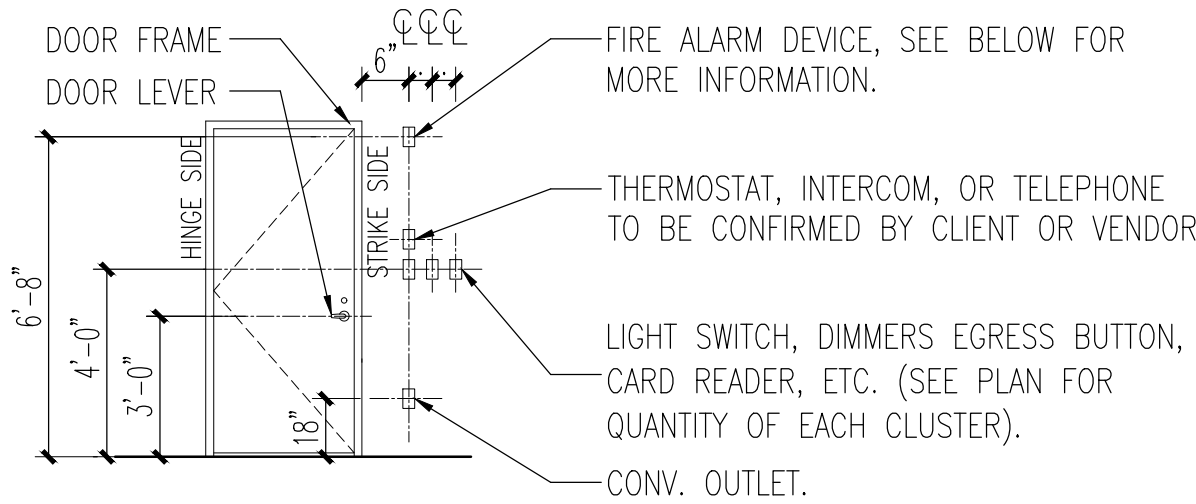 DOOR FRAME
DOOR LEVER
6"
℄ ℄ ℄
FIRE ALARM DEVICE, SEE BELOW FOR
MORE INFORMATION.
HINGE SIDE
STRIKE SIDE
THERMOSTAT, INTERCOM, OR TELEPHONE
TO BE CONFIRMED BY CLIENT OR VENDOR
6'-8"
4'-0"
3'-0"
18"
LIGHT SWITCH, DIMMERS EGRESS BUTTON,
CARD READER, ETC. (SEE PLAN FOR
QUANTITY OF EACH CLUSTER).
CONV. OUTLET.